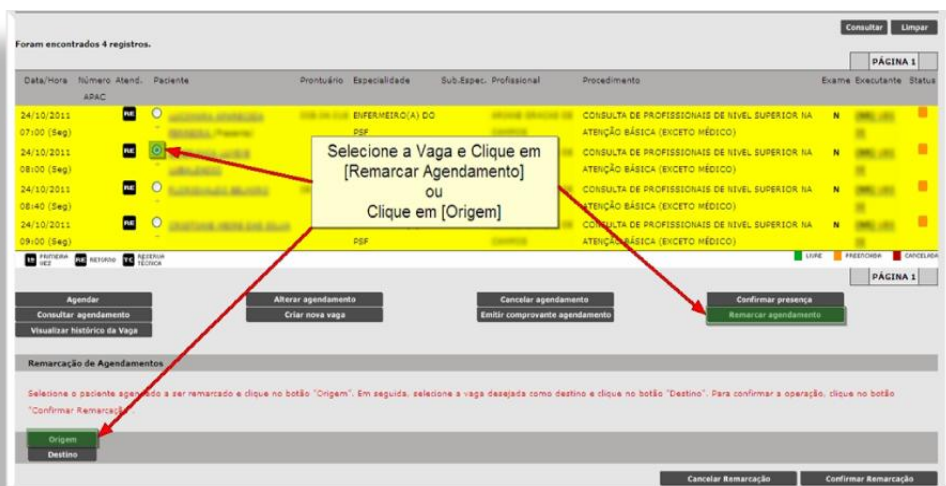 Consultar Limpar
Foram encontrados 4 registros.
PÁGINA 1
Data/Hora Número Atend. Paciente Prontuário Especialidade Sub.Espec. Profissional Procedimento Exame Executante Status
APAC
24/10/2011 RE ENFERMEIRO(A) DO CONSULTA DE PROFISSIONAIS DE NIVEL SUPERIOR NA N
07:00 (Seg) PSF ATENÇÃO BÁSICA (EXCETO MÉDICO)
24/10/2011 RE CONSULTA DE PROFISSIONAIS DE NIVEL SUPERIOR NA N
08:00 (Seg) ATENÇÃO BÁSICA (EXCETO MÉDICO)
24/10/2011 RE CONSULTA DE PROFISSIONAIS DE NIVEL SUPERIOR NA N
08:40 (Seg) ATENÇÃO BÁSICA (EXCETO MÉDICO)
24/10/2011 RE CONSULTA DE PROFISSIONAIS DE NIVEL SUPERIOR NA N
09:00 (Seg) PSF ATENÇÃO BÁSICA (EXCETO MÉDICO)
Selecione a Vaga e Clique em
[Remarcar Agendamento]
ou
Clique em [Origem]
PRIMEIRA VEZ RE RETORNO RESERVA TÉCNICA LIVRE PREENCHIDA CANCELADA
PÁGINA 1
Agendar Alterar agendamento Cancelar agendamento Confirmar presença
Consultar agendamento Criar nova vaga Emitir comprovante agendamento Remarcar agendamento
Visualizar histórico da Vaga
Remarcação de Agendamentos
Selecione o paciente agendado a ser remarcado e clique no botão "Origem". Em seguida, selecione a vaga desejada como destino e clique no botão "Destino". Para confirmar a operação, clique no botão
"Confirmar Remarcação".
Origem
Destino
Cancelar Remarcação Confirmar Remarcação